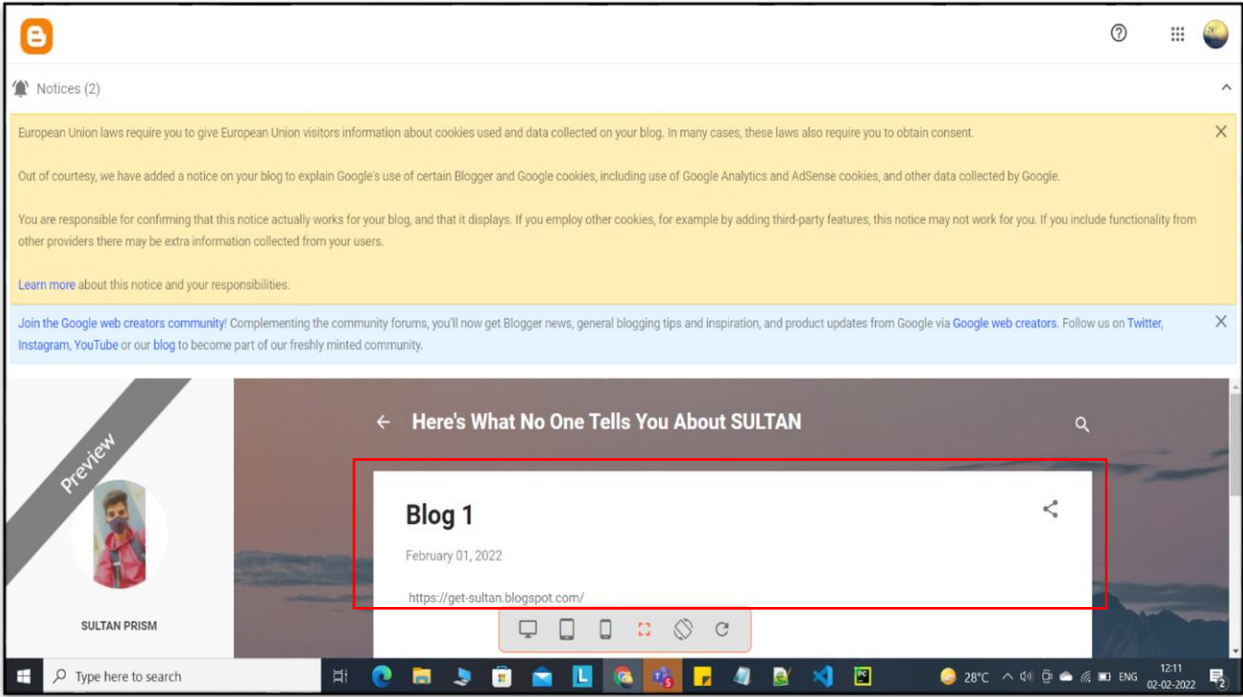 Notices (2)
European Union laws require you to give European Union visitors information about cookies used and data collected on your blog. In many cases, these laws also require you to obtain consent.
Out of courtesy, we have added a notice on your blog to explain Google's use of certain Blogger and Google cookies, including use of Google Analytics and AdSense cookies, and other data collected by Google.
You are responsible for confirming that this notice actually works for your blog, and that it displays. If you employ other cookies, for example by adding third-party features, this notice may not work for you. If you include functionality from
other providers there may be extra information collected from your users.
Learn more about this notice and your responsibilities.
Join the Google web creators community! Complementing the community forums, you'll now get Blogger news, general blogging tips and inspiration, and product updates from Google via Google web creators. Follow us on Twitter,
Instagram, YouTube or our blog to become part of our freshly minted community.
Preview
Here's What No One Tells You About SULTAN
Blog 1
February 01, 2022
https://get-sultan.blogspot.com/
SULTAN PRISM
Type here to search
28°C
ENG
12:11
02-02-2022